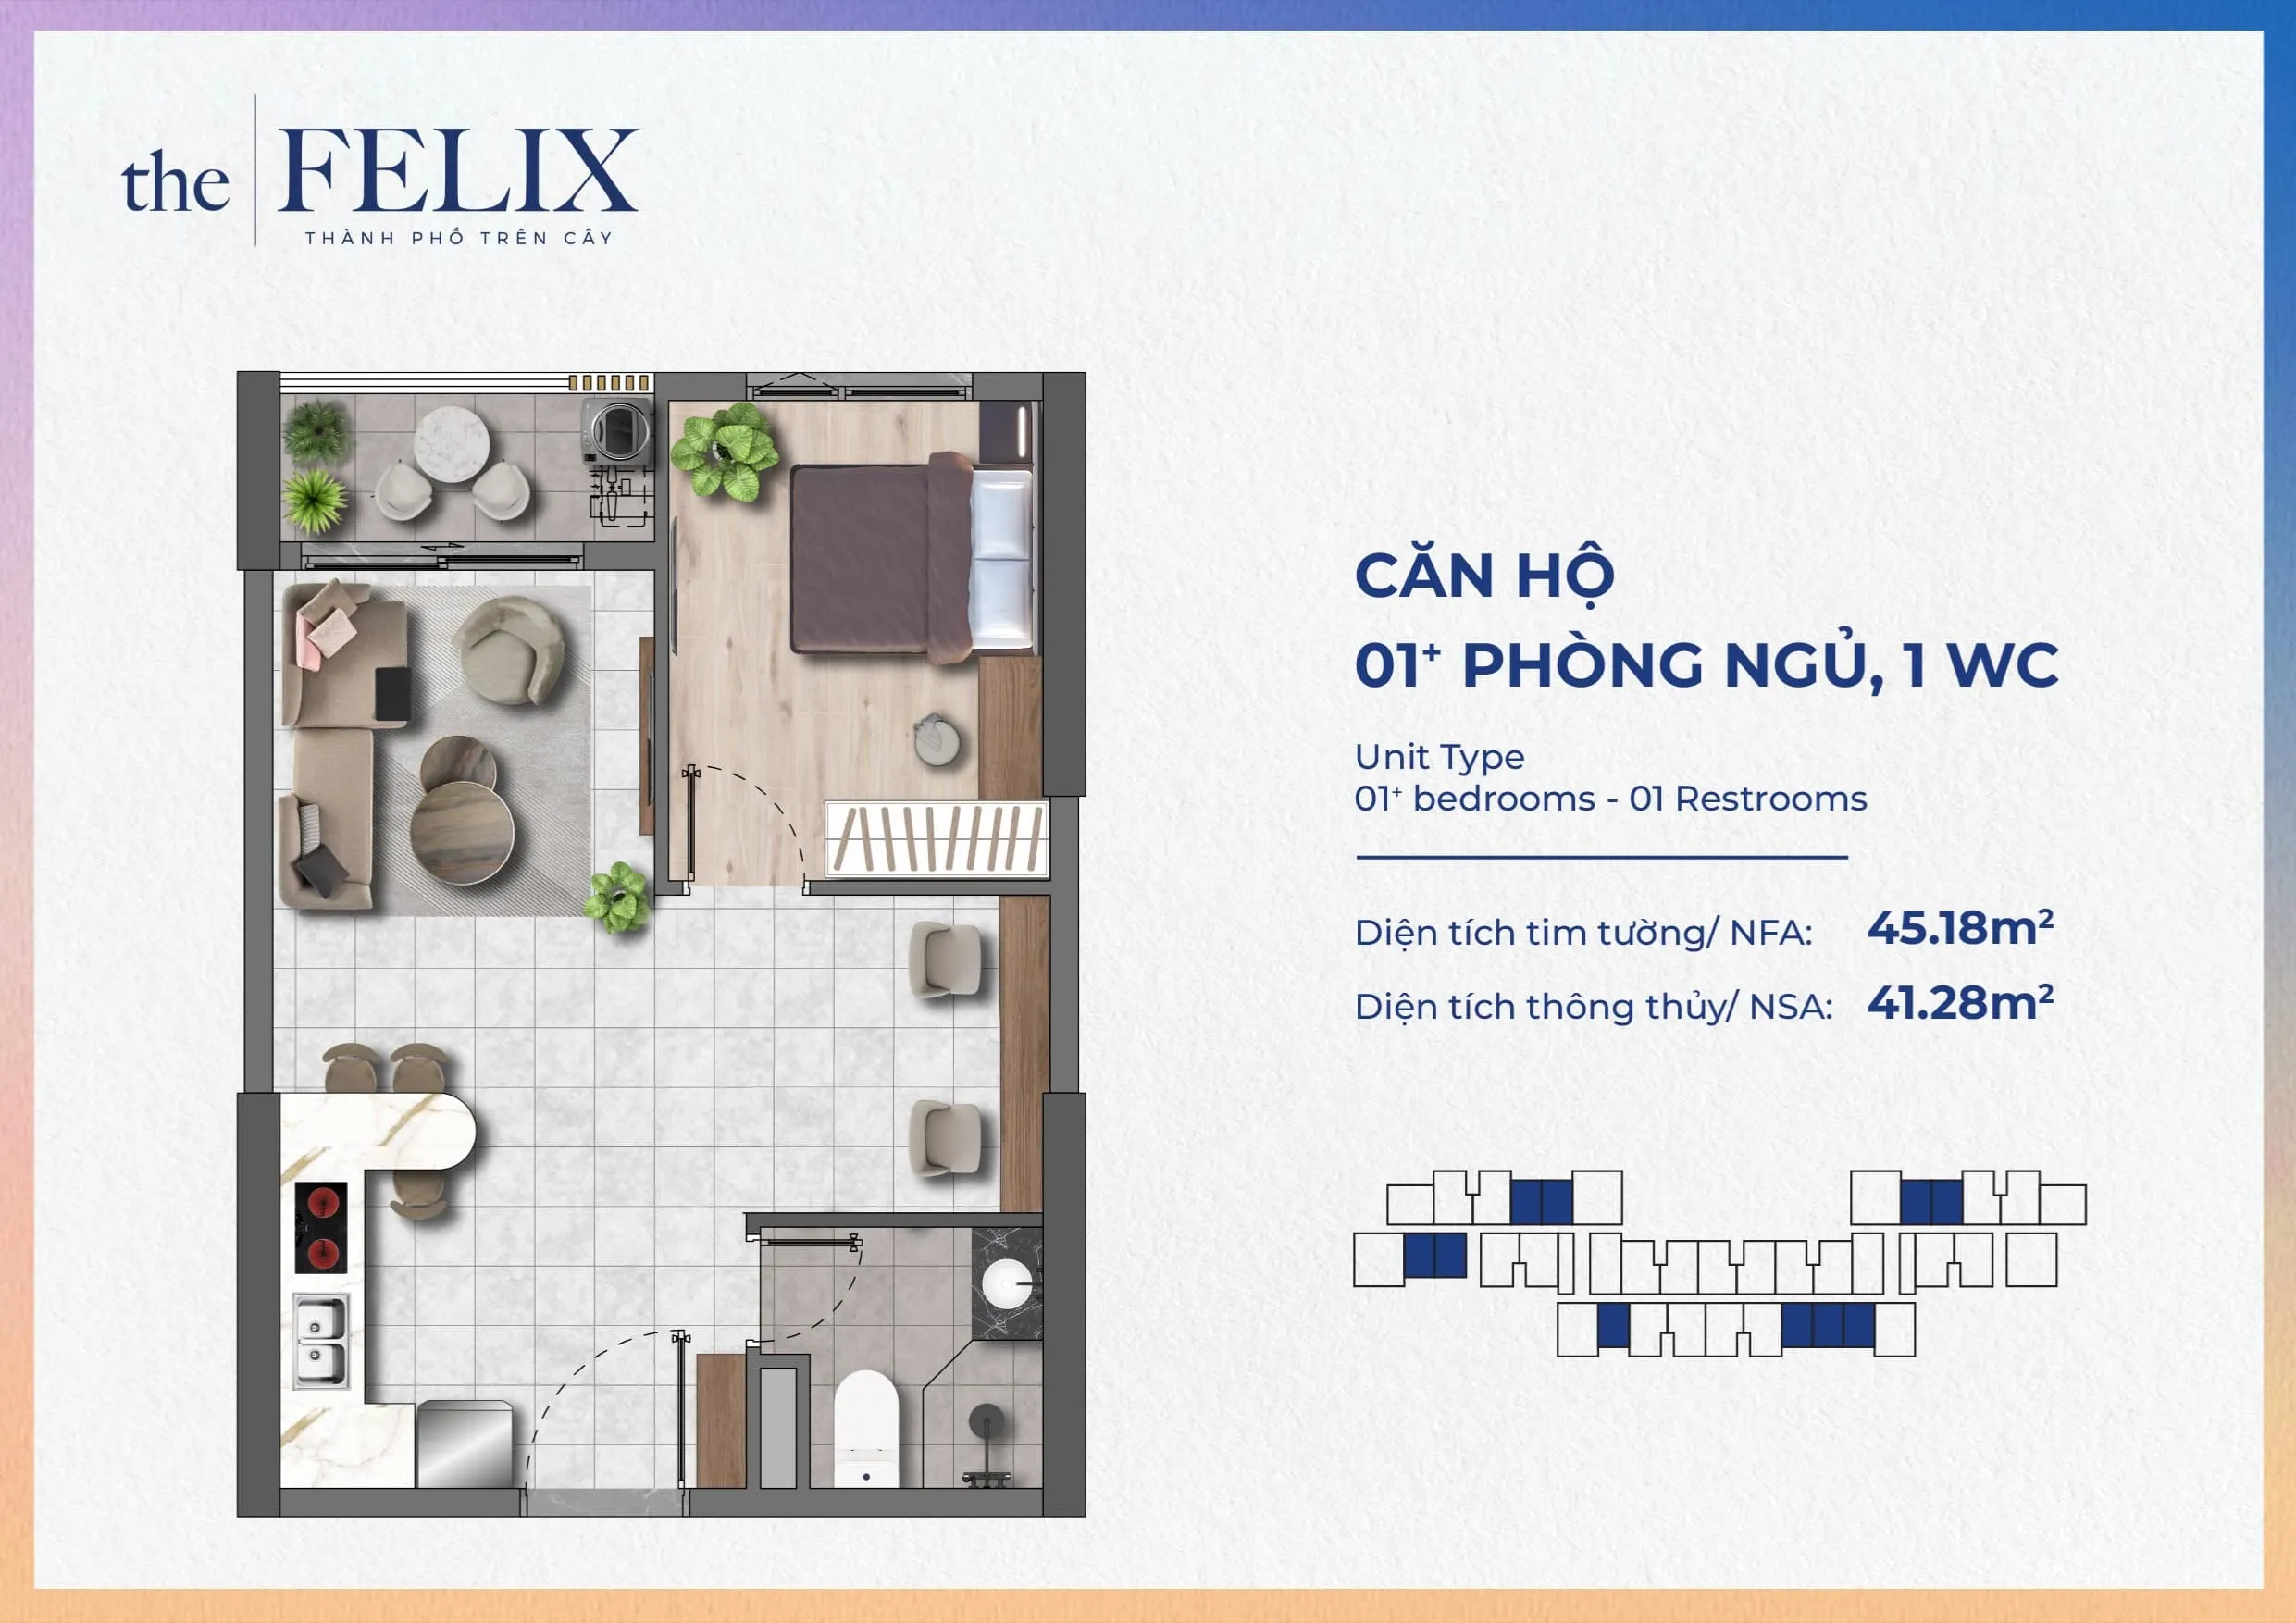 the FELIX
THÀNH PHỐ TRÊN CÂY
CĂN HỘ
01⁺ PHÒNG NGỦ, 1 WC
Unit Type
01⁺ bedrooms - 01 Restrooms
Diện tích tim tường/ NFA: 45.18m²
Diện tích thông thủy/ NSA: 41.28m²